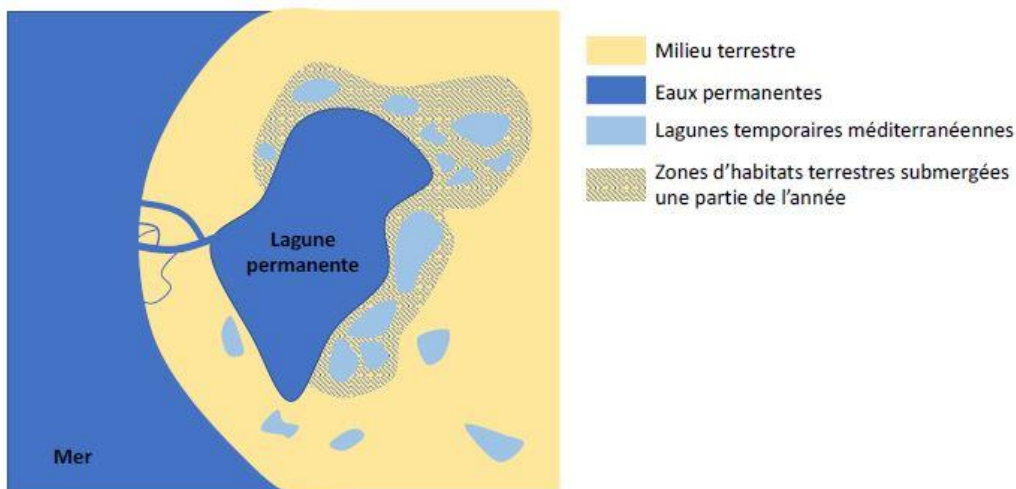 Milieu terrestre
Eaux permanentes
Lagunes temporaires méditerranéennes
Zones d'habitats terrestres submergées
une partie de l'année
Lagune
permanente
Mer